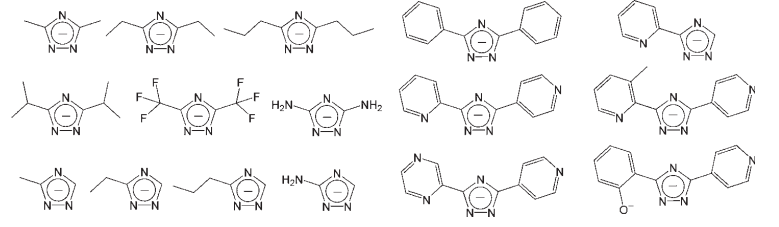 N N N N N
N N N N N N N N N N N
F F N N
N N F N F H₂N N NH₂ N N
F F
N N N N N N N N N N N N
N N N N N N
H₂N N N
N N N N N N N N N N N N N
O⁻